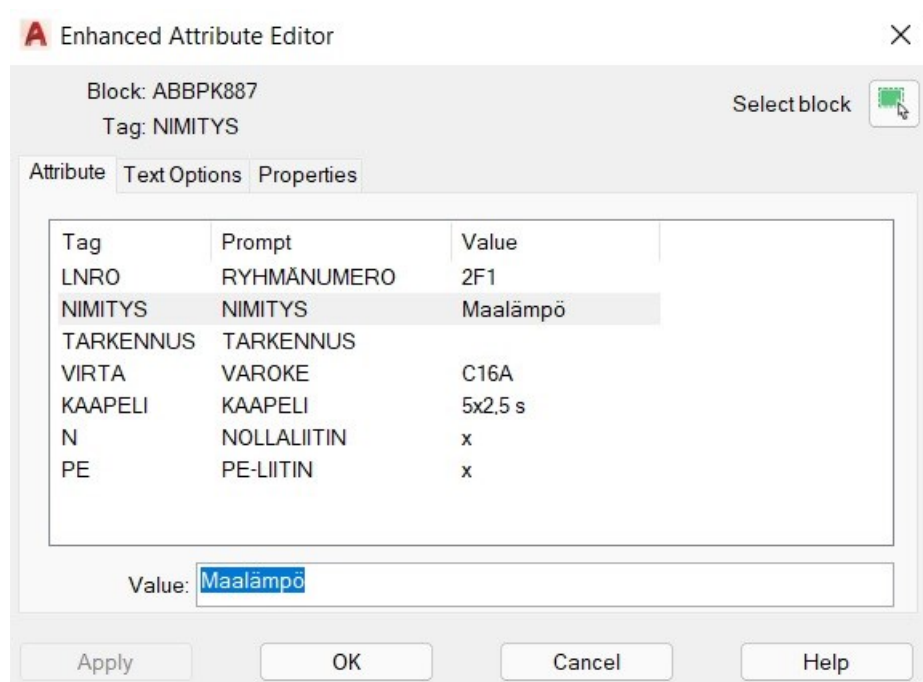 Enhanced Attribute Editor
Block: ABBPK887
Tag: NIMITYS
Select block
Attribute Text Options Properties
Tag Prompt Value
LNRO RYHMÄNUMERO 2F1
NIMITYS NIMITYS Maalämpö
TARKENNUS TARKENNUS
VIRTA VAROKE C16A
KAAPELI KAAPELI 5x2,5 s
N NOLLALIITIN x
PE PE-LIITIN x
Value: Maalämpö
Apply OK Cancel Help